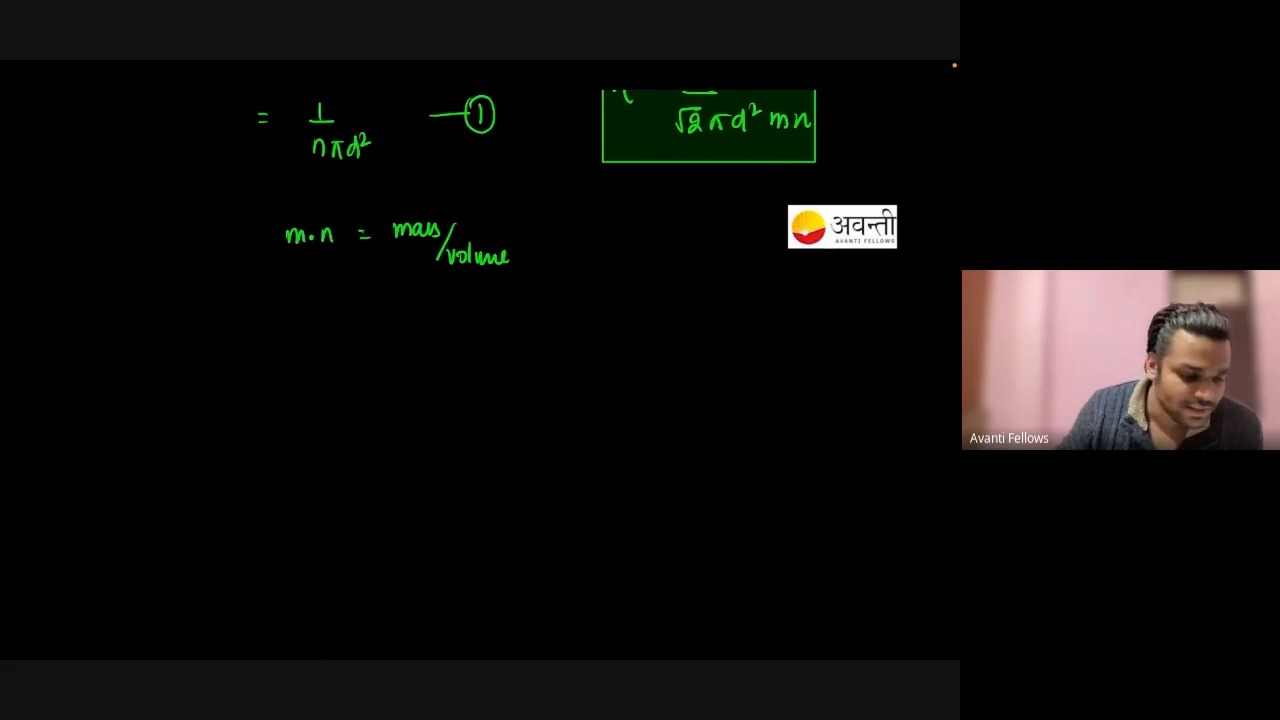 = 1/nπd² —①
√2 πd² mn
m.n = mass/volume
अवन्ती
AVANTI FELLOWS
Avanti Fellows